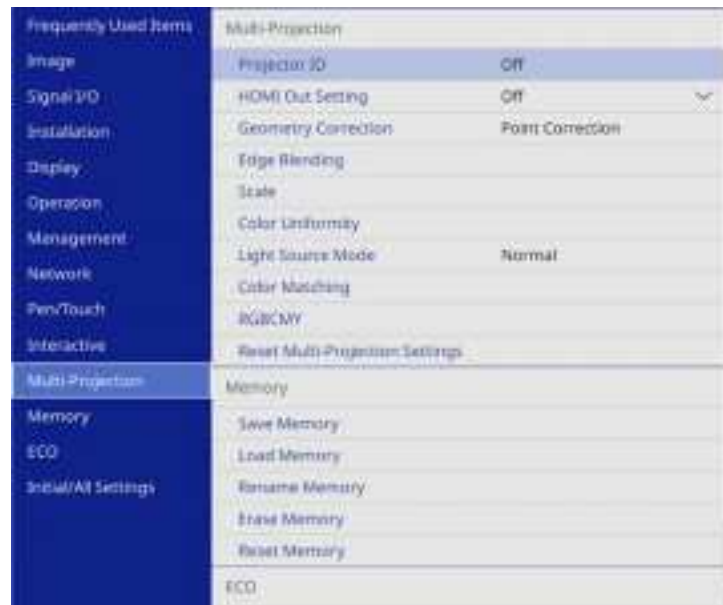 Frequently Used Items
Image
Signal I/O
Installation
Display
Operation
Management
Network
Pen/Touch
Interactive
Multi-Projection
Memory
ECO
Initial/All Settings
Multi-Projection
Projector ID Off
HDMI Out Setting Off
Geometry Correction Point Correction
Edge Blending
Scale
Color Uniformity
Light Source Mode Normal
Color Matching
RGBCMY
Reset Multi-Projection Settings
Memory
Save Memory
Load Memory
Rename Memory
Erase Memory
Reset Memory
ECO